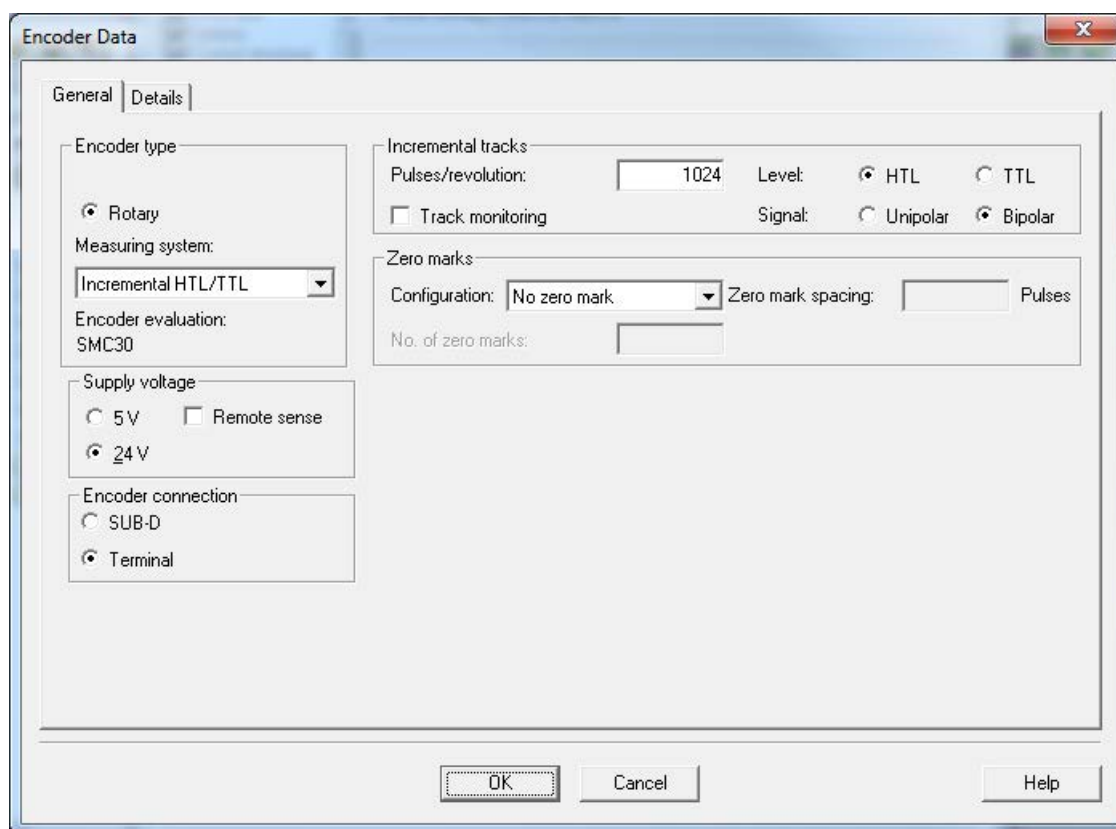 Encoder Data
General Details
Encoder type
Rotary
Measuring system:
Incremental HTL/TTL
Encoder evaluation:
SMC30
Supply voltage
5 V Remote sense
24 V
Encoder connection
SUB-D
Terminal
Incremental tracks
Pulses/revolution: 1024 Level: HTL TTL
Track monitoring Signal: Unipolar Bipolar
Zero marks
Configuration: No zero mark Zero mark spacing: Pulses
No. of zero marks:
OK Cancel Help